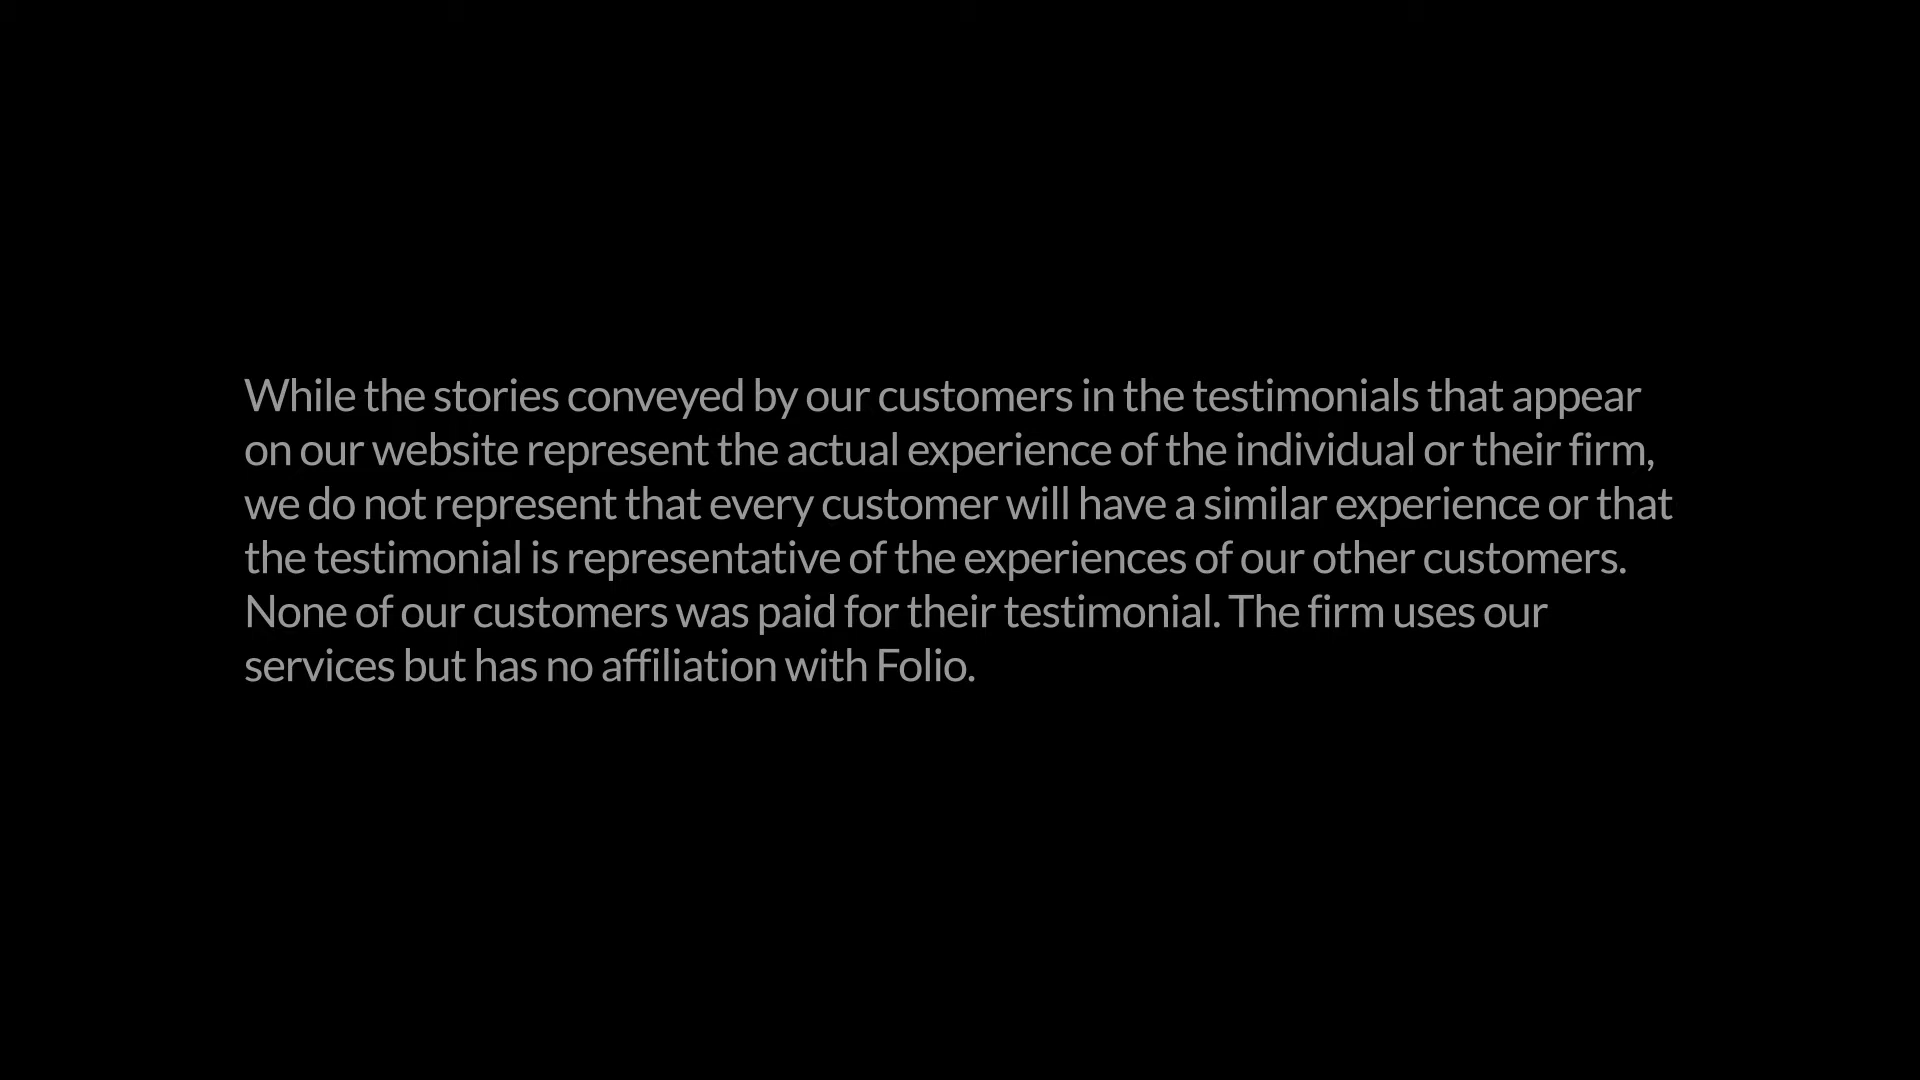 While the stories conveyed by our customers in the testimonials that appear
on our website represent the actual experience of the individual or their firm,
we do not represent that every customer will have a similar experience or that
the testimonial is representative of the experiences of our other customers.
None of our customers was paid for their testimonial. The firm uses our
services but has no affiliation with Folio.